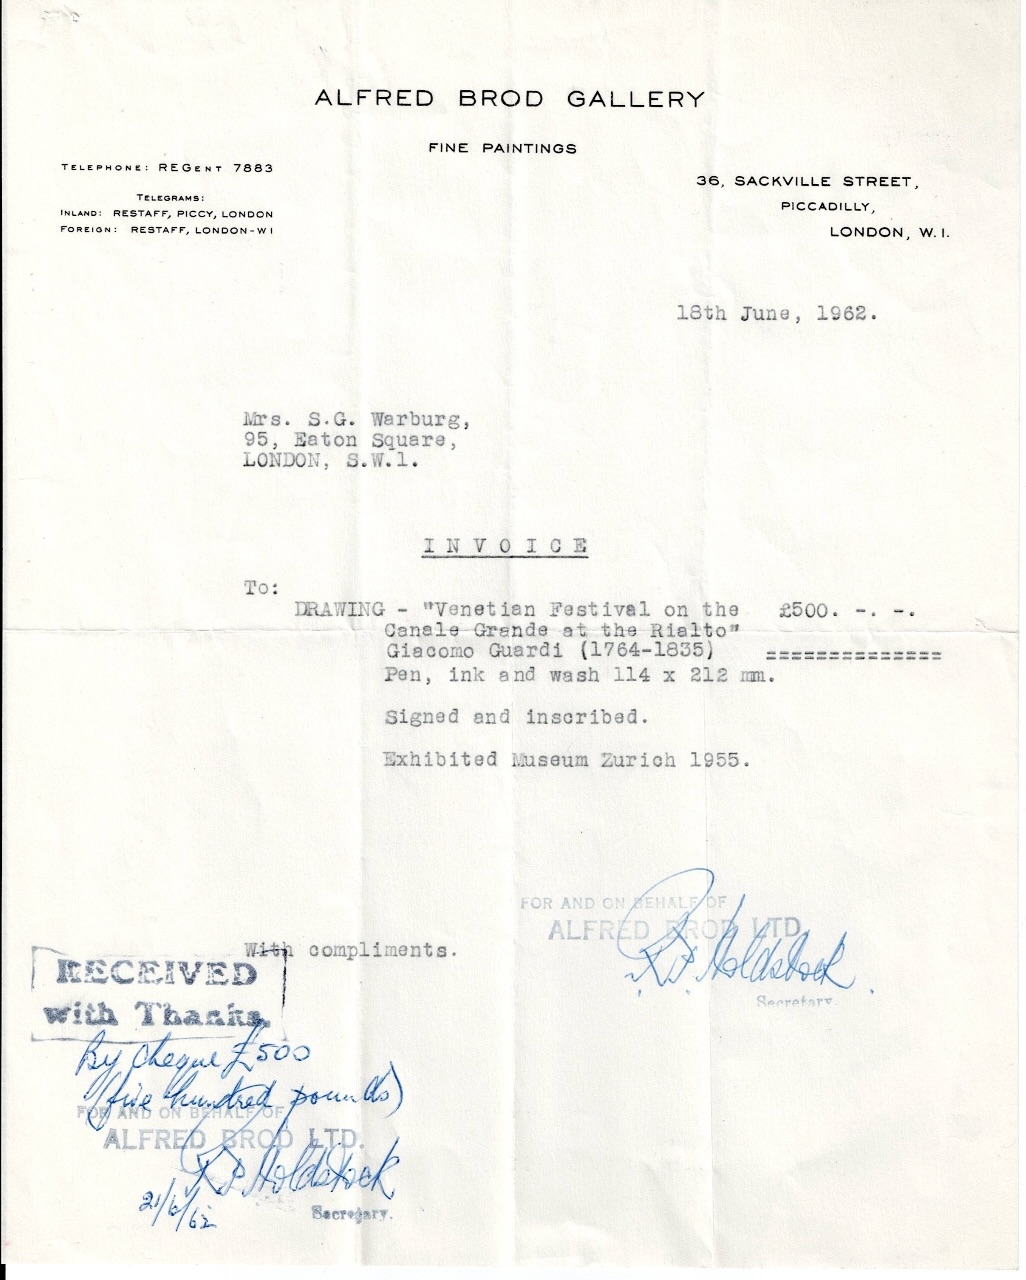 ALFRED BROD GALLERY
FINE PAINTINGS
TELEPHONE: REGENT 7883
TELEGRAMS:
INLAND: RESTAFF, PICCY, LONDON
FOREIGN: RESTAFF, LONDON-W1
36, SACKVILLE STREET,
PICCADILLY,
LONDON, W.1.
18th June, 1962.
Mrs. S.G. Warburg,
95, Eaton Square,
LONDON, S.W.1.
I N V O I C E
To:
DRAWING - "Venetian Festival on the £500. -. -.
Canale Grande at the Rialto"
Giacomo Guardi (1764-1835) ==============
Pen, ink and wash 114 x 212 mm.
Signed and inscribed.
Exhibited Museum Zurich 1955.
FOR AND ON BEHALF OF
ALFRED BROD LTD.
R.P. Holdstock.
Secretary.
With compliments.
RECEIVED
with Thanks.
By cheque £500
(five hundred pounds)
FOR AND ON BEHALF OF
ALFRED BROD LTD.
R P Holdstock
Secretary.
21/6/62